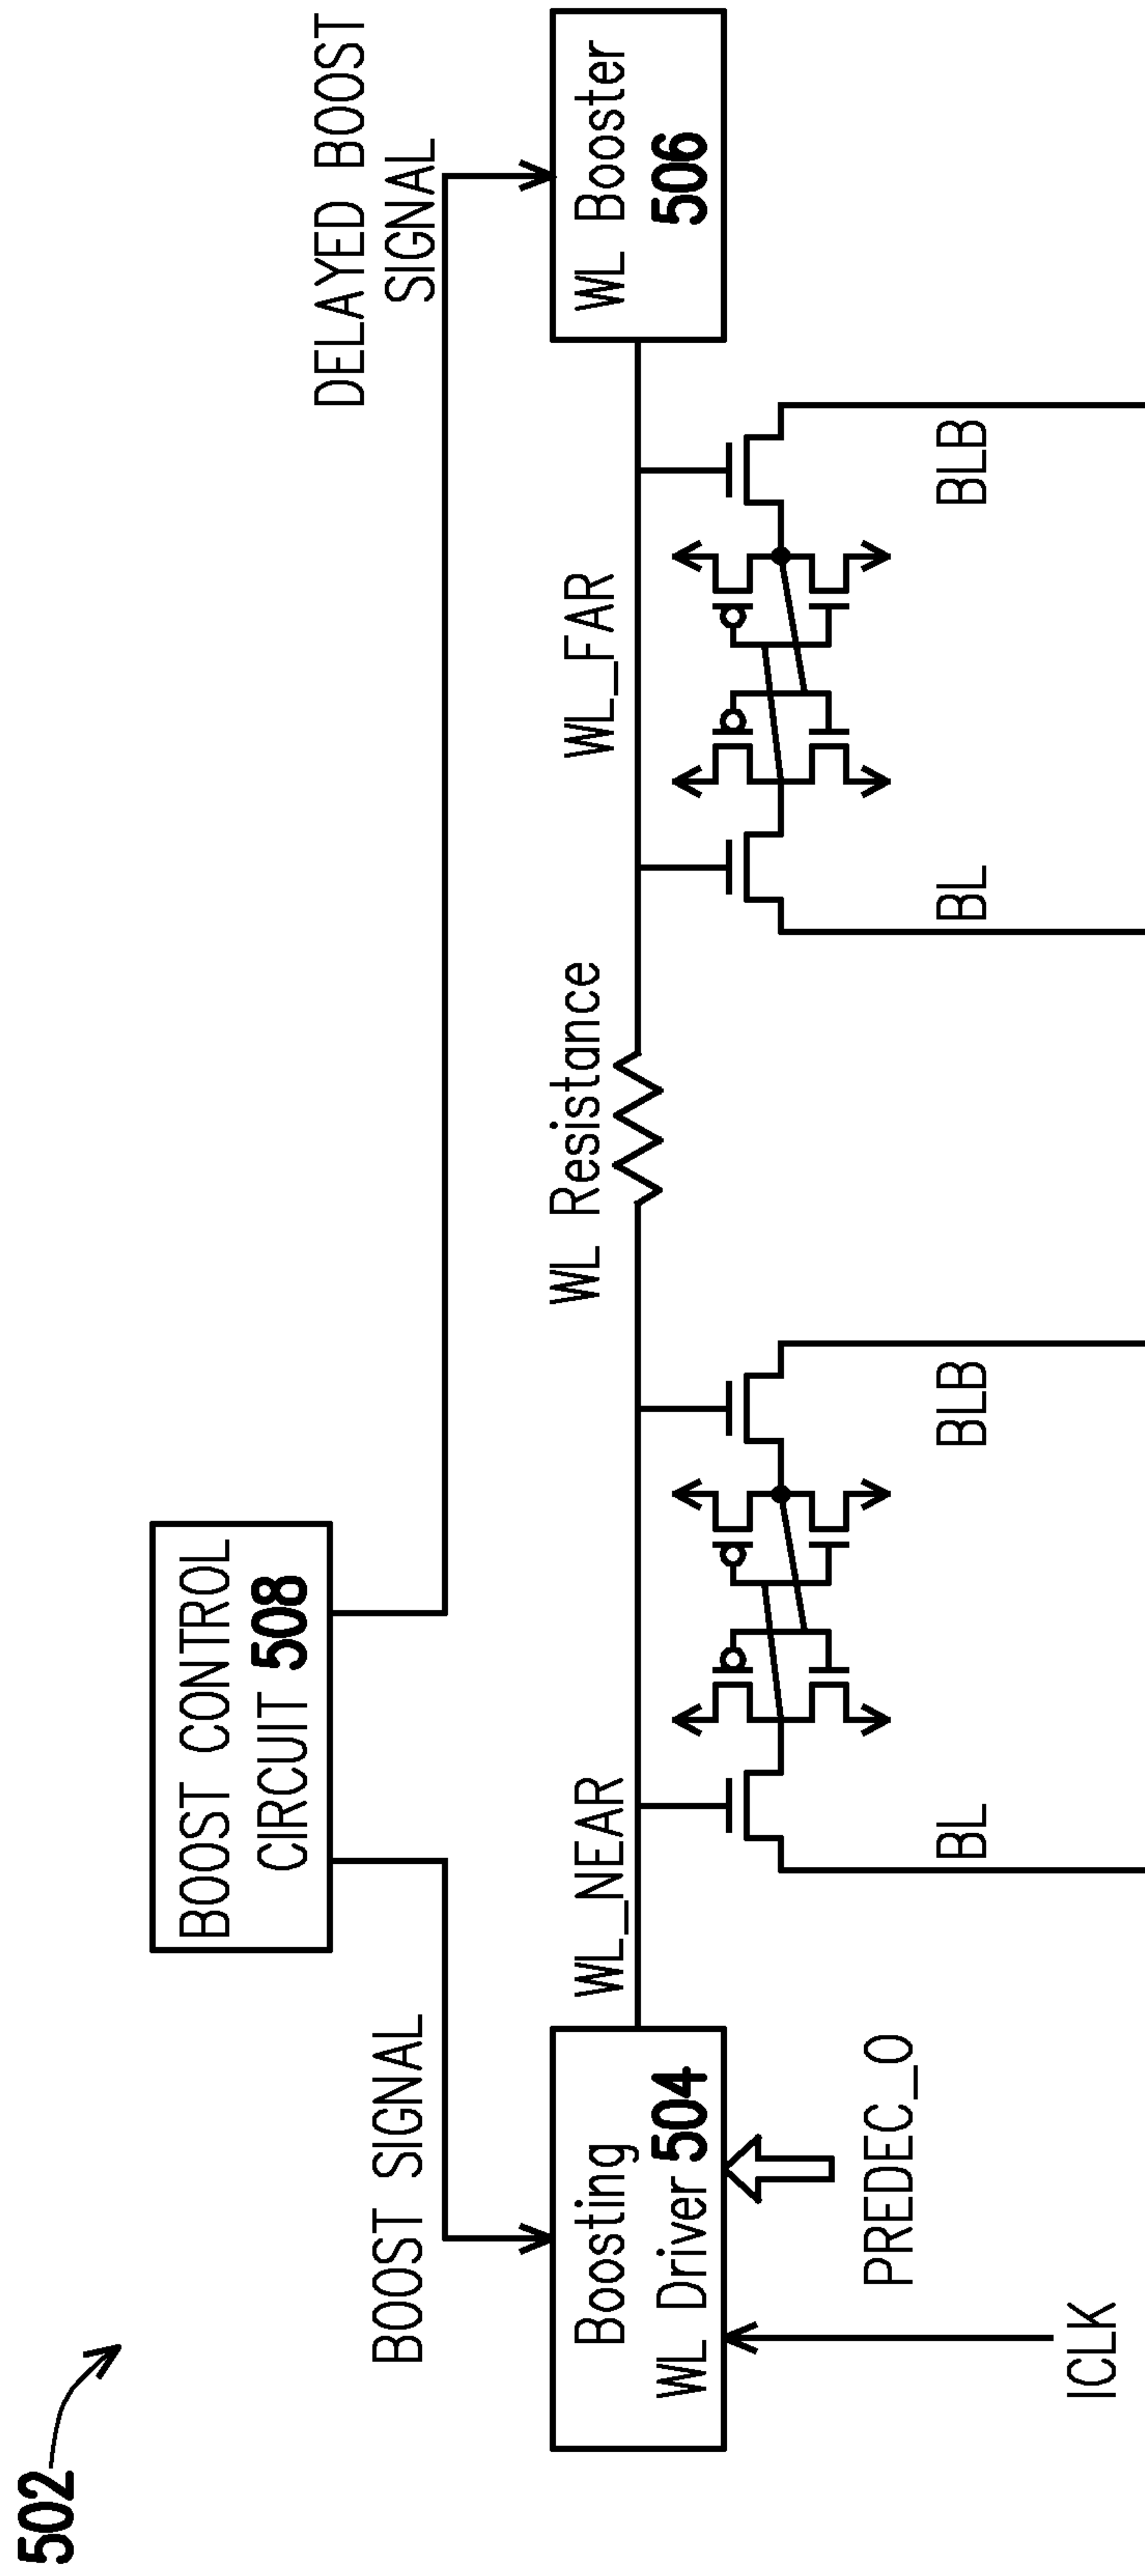 502
BOOST CONTROL
CIRCUIT 508
BOOST SIGNAL
DELAYED BOOST
SIGNAL
Boosting
WL Driver 504
WL_NEAR
WL Resistance
WL_FAR
WL Booster
506
PREDEC_O
ICLK
BL
BLB
BL
BLB